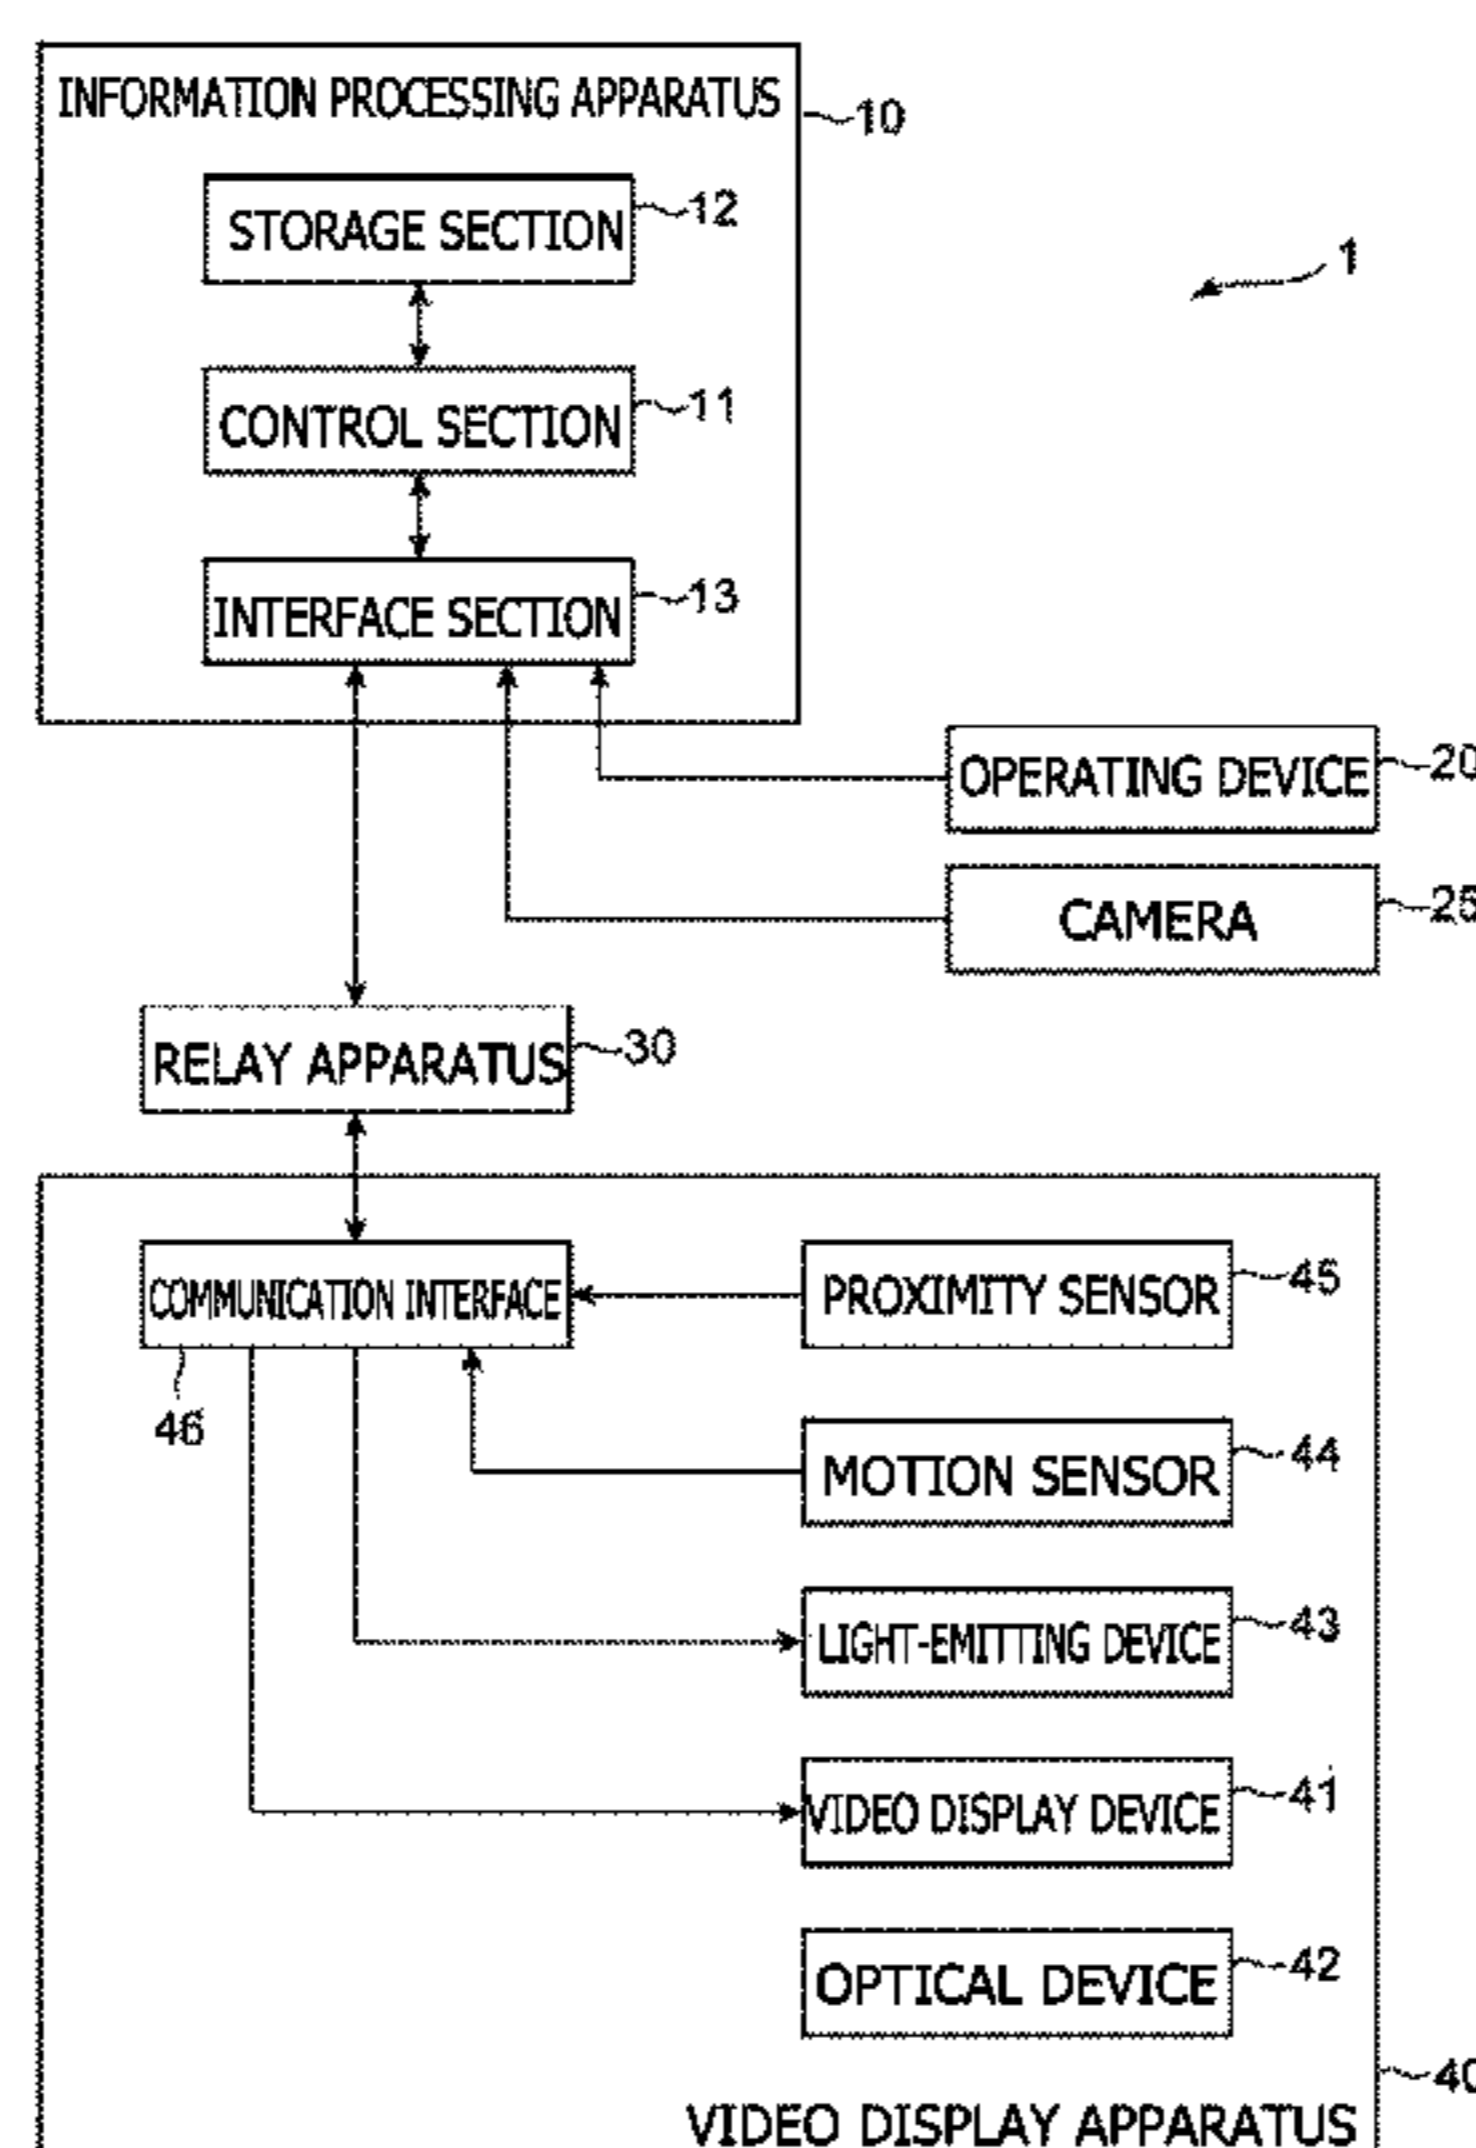 INFORMATION PROCESSING APPARATUS
10
STORAGE SECTION
12
1
CONTROL SECTION
11
INTERFACE SECTION
13
OPERATING DEVICE
20
CAMERA
25
RELAY APPARATUS
30
COMMUNICATION INTERFACE
46
PROXIMITY SENSOR
45
MOTION SENSOR
44
LIGHT-EMITTING DEVICE
43
VIDEO DISPLAY DEVICE
41
OPTICAL DEVICE
42
40
VIDEO DISPLAY APPARATUS